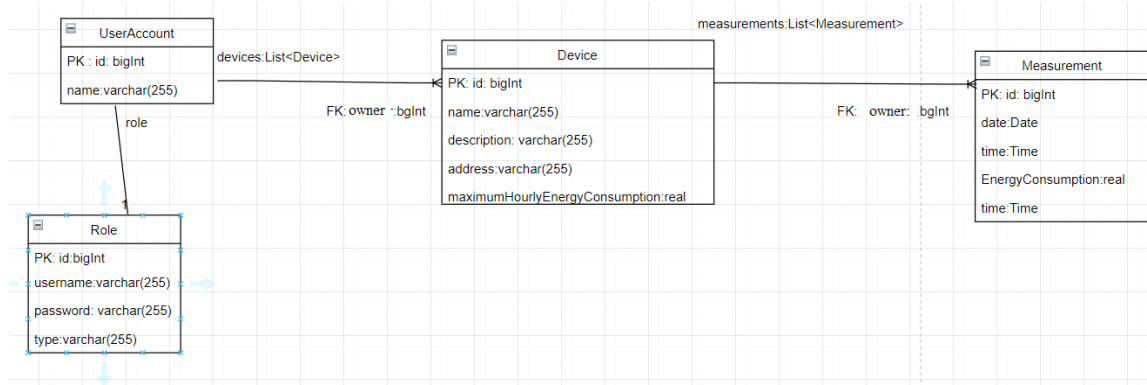 measurements:List<Measurement>
UserAccount
PK : id: bigInt
name:varchar(255)
devices:List<Device>
Device
PK: id: bigInt
name:varchar(255)
description: varchar(255)
address:varchar(255)
maximumHourlyEnergyConsumption:real
FK: owner :bgInt
Measurement
PK: id: bigInt
date:Date
time:Time
EnergyConsumption:real
time:Time
FK: owner: .bgInt
role
1
Role
PK: id:bigInt
username:varchar(255)
password: varchar(255)
type:varchar(255)